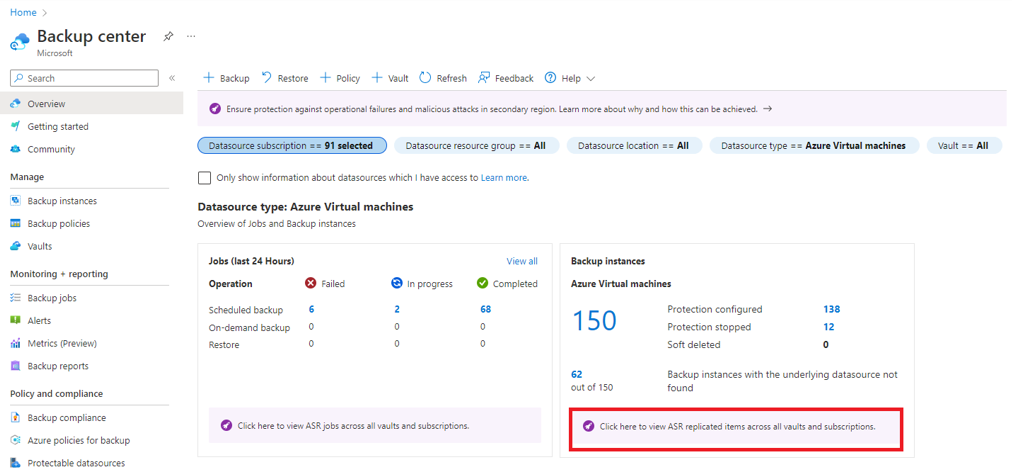 Home >
Backup center
...
Microsoft
Search
«
Overview
Getting started
Community
Manage
Backup instances
Backup policies
Vaults
Monitoring + reporting
Backup jobs
Alerts
Metrics (Preview)
Backup reports
Policy and compliance
Backup compliance
Azure policies for backup
Protectable datasources
+ Backup Restore + Policy + Vault Refresh Feedback Help
Ensure protection against operational failures and malicious attacks in secondary region. Learn more about why and how this can be achieved. →
Datasource subscription == 91 selected Datasource resource group == All Datasource location == All Datasource type == Azure Virtual machines Vault == All
Only show information about datasources which I have access to Learn more.
Datasource type: Azure Virtual machines
Overview of Jobs and Backup instances
Jobs (last 24 Hours) View all
Operation Failed In progress Completed
Scheduled backup 6 2 68
On-demand backup 0 0 0
Restore 0 0 0
Click here to view ASR jobs across all vaults and subscriptions.
Backup instances
Azure Virtual machines
150
Protection configured 138
Protection stopped 12
Soft deleted 0
62
out of 150
Backup instances with the underlying datasource not
found
Click here to view ASR replicated items across all vaults and subscriptions.